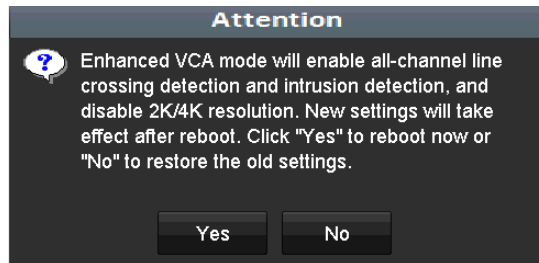 Attention
Enhanced VCA mode will enable all-channel line
crossing detection and intrusion detection, and
disable 2K/4K resolution. New settings will take
effect after reboot. Click "Yes" to reboot now or
"No" to restore the old settings.
Yes No